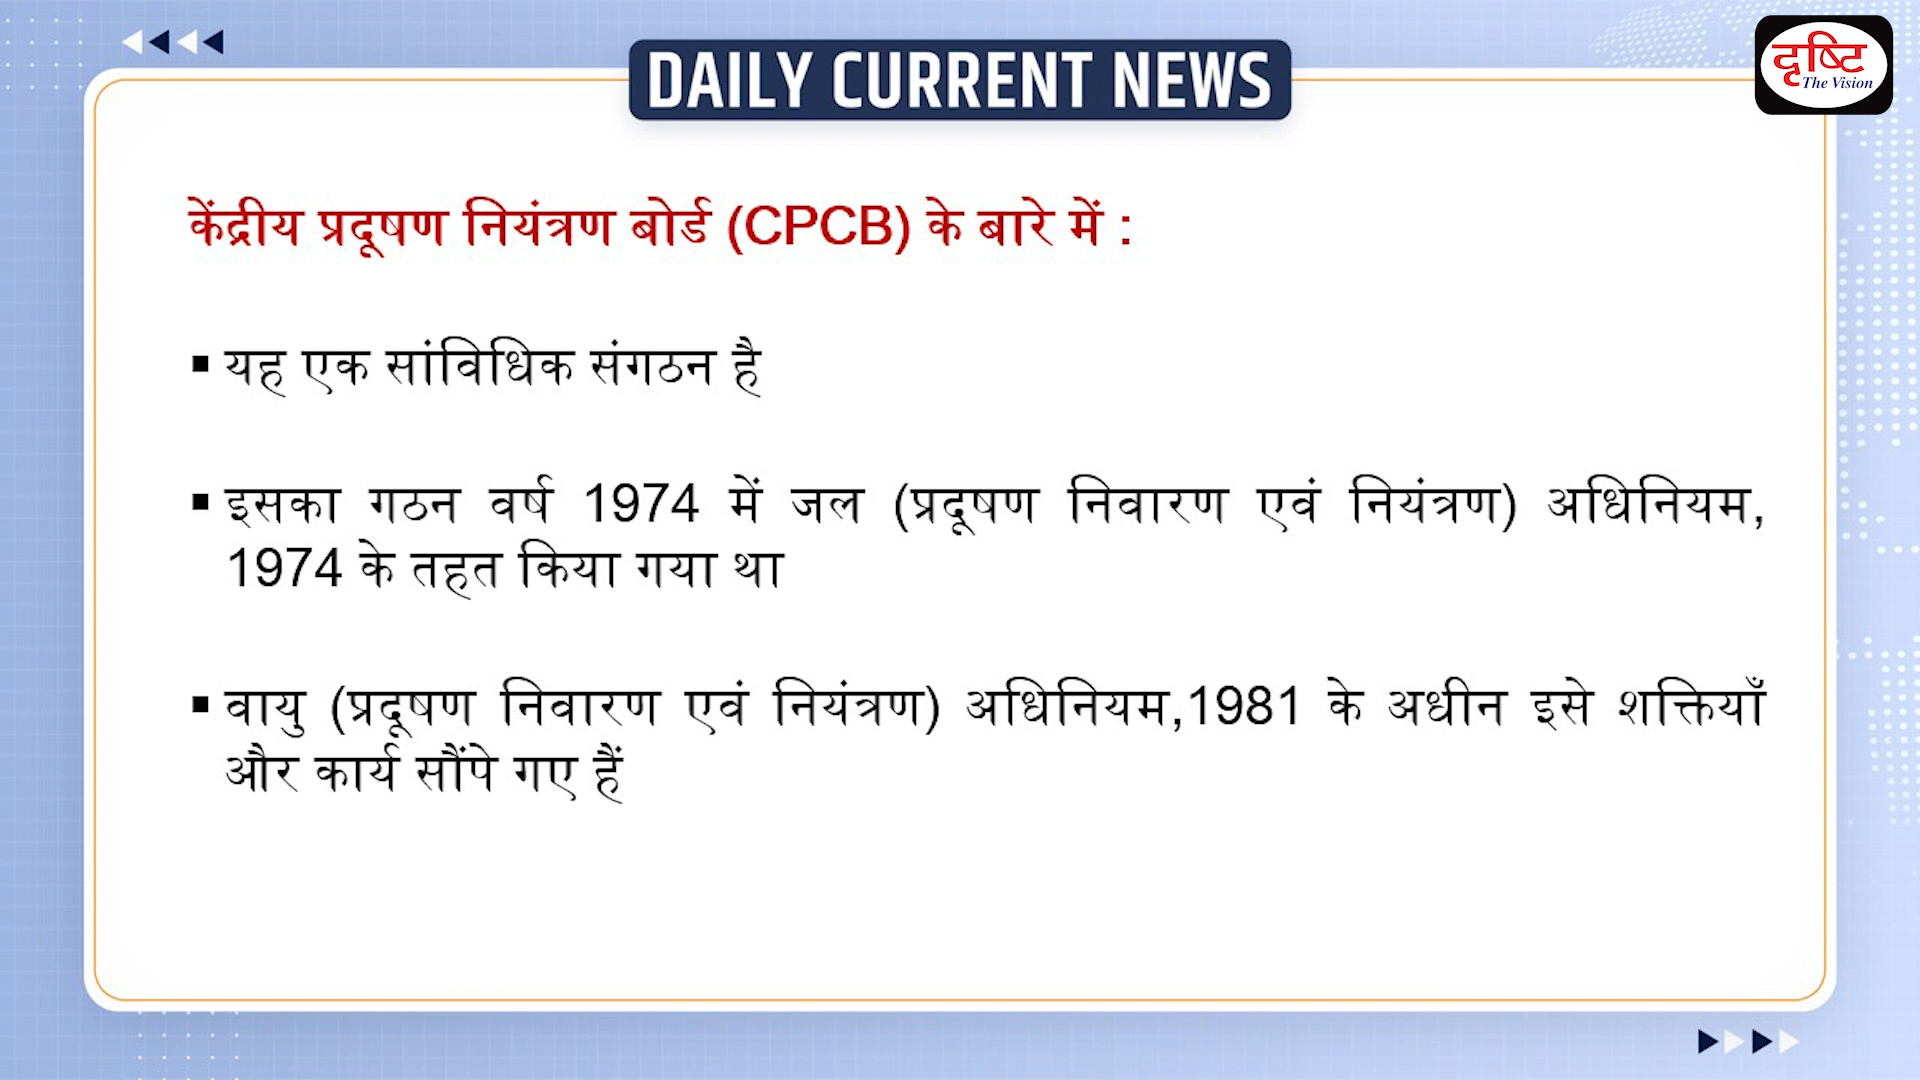 DAILY CURRENT NEWS
दृष्टि
The Vision
केंद्रीय प्रदूषण नियंत्रण बोर्ड (CPCB) के बारे में :
▪ यह एक सांविधिक संगठन है
▪ इसका गठन वर्ष 1974 में जल (प्रदूषण निवारण एवं नियंत्रण) अधिनियम,
1974 के तहत किया गया था
▪ वायु (प्रदूषण निवारण एवं नियंत्रण) अधिनियम,1981 के अधीन इसे शक्तियाँ
और कार्य सौंपे गए हैं